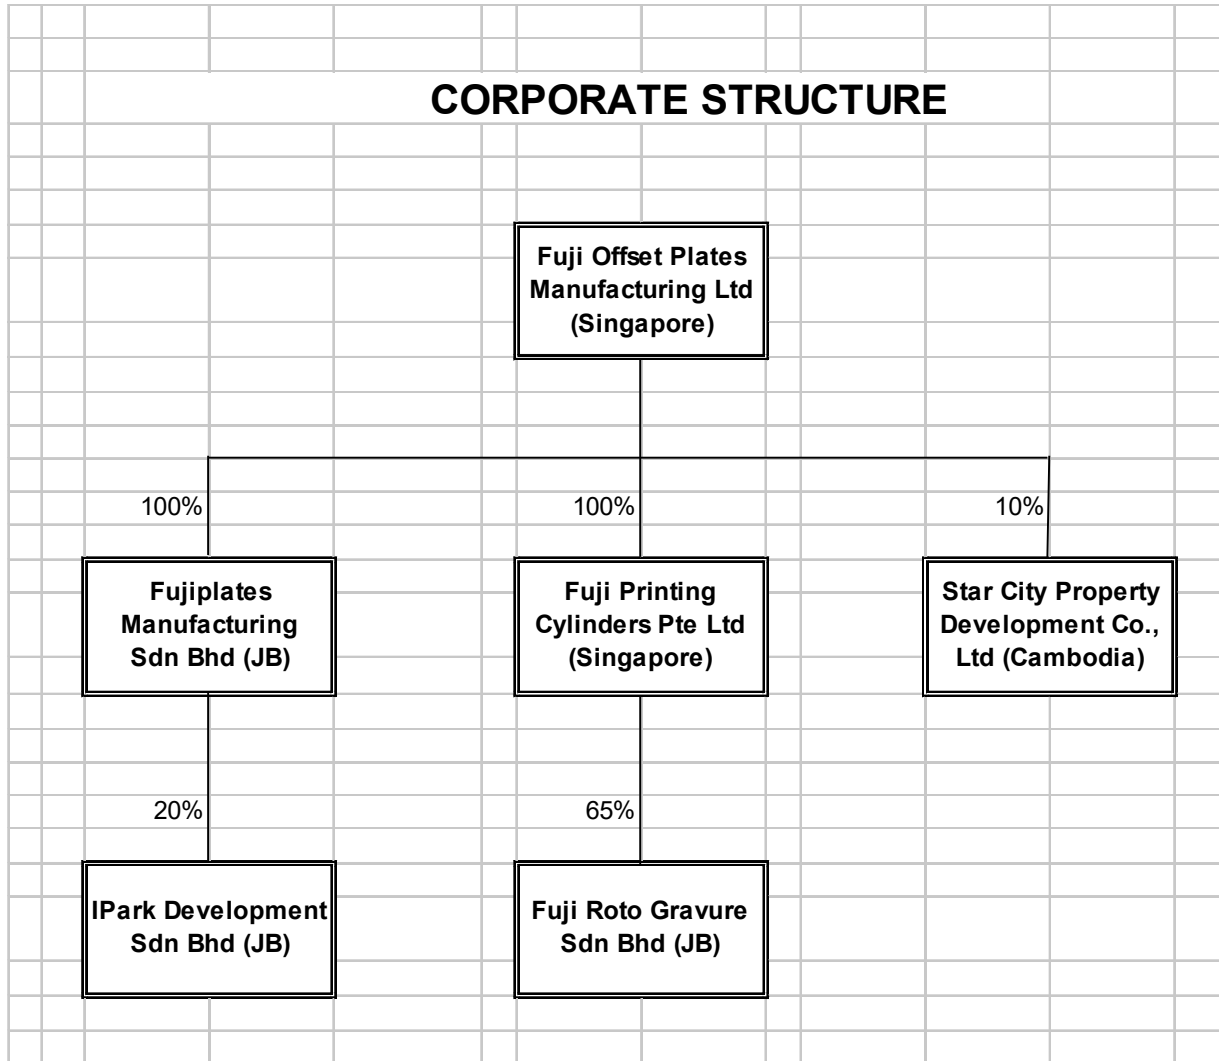 CORPORATE STRUCTURE
Fuji Offset Plates
Manufacturing Ltd
(Singapore)
100%
100%
10%
Fujiplates
Manufacturing
Sdn Bhd (JB)
Fuji Printing
Cylinders Pte Ltd
(Singapore)
Star City Property
Development Co.,
Ltd (Cambodia)
20%
65%
IPark Development
Sdn Bhd (JB)
Fuji Roto Gravure
Sdn Bhd (JB)